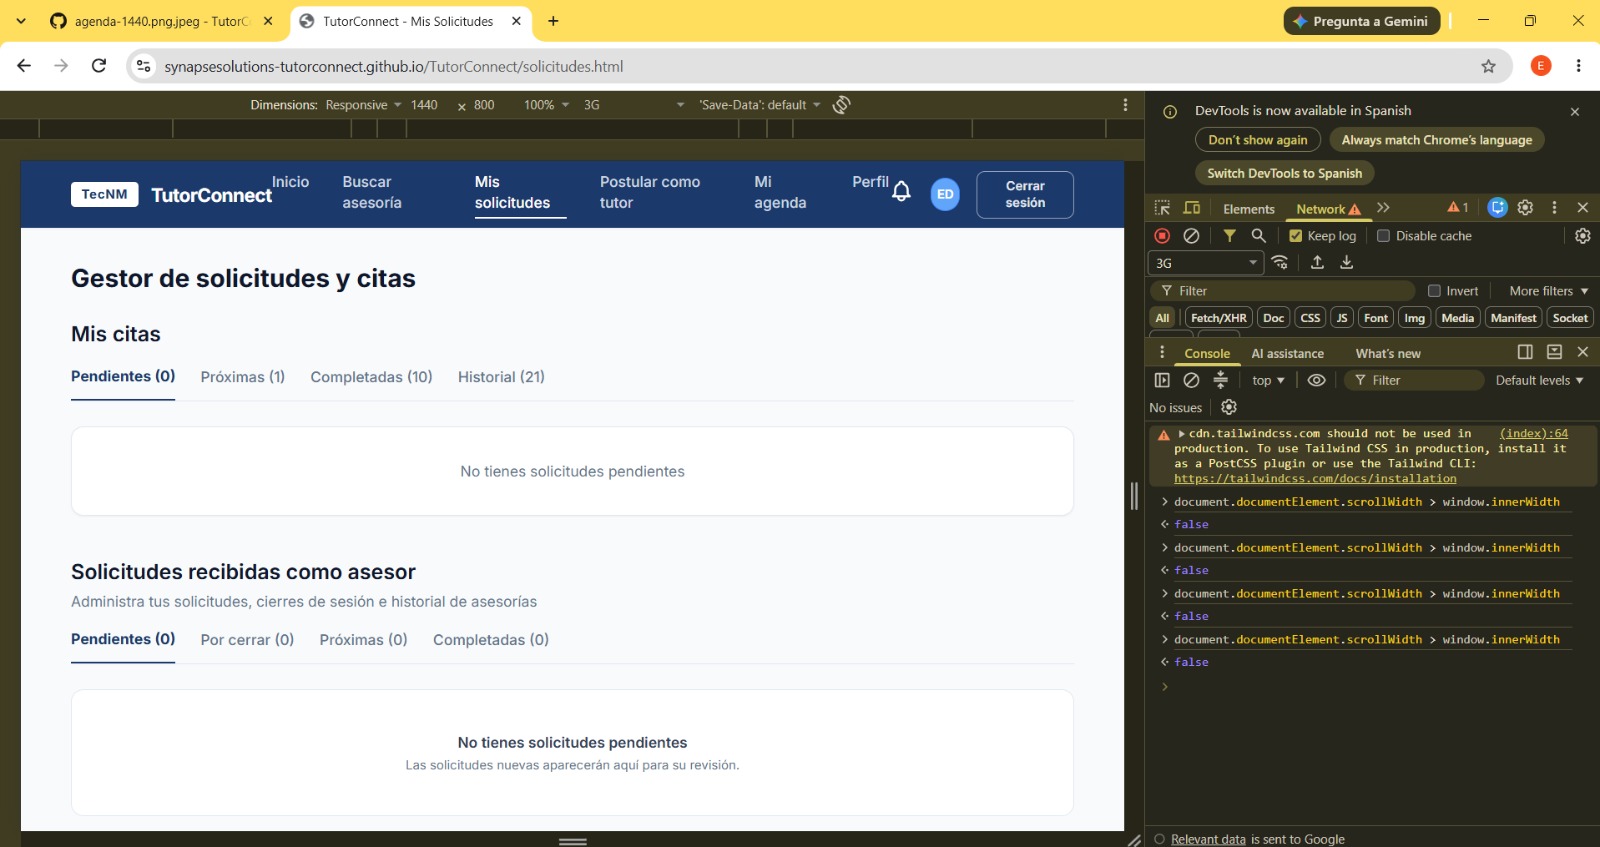 agenda-1440.png.jpeg - TutorC
TutorConnect - Mis Solicitudes
Pregunta a Gemini
synapsesolutions-tutorconnect.github.io/TutorConnect/solicitudes.html
E
Dimensions: Responsive 1440 x 800 100% 3G 'Save-Data': default
TecNM TutorConnect
Inicio
Buscar asesoría
Mis solicitudes
Postular como tutor
Mi agenda
Perfil
ED
Cerrar sesión
Gestor de solicitudes y citas
Mis citas
Pendientes (0) Próximas (1) Completadas (10) Historial (21)
No tienes solicitudes pendientes
Solicitudes recibidas como asesor
Administra tus solicitudes, cierres de sesión e historial de asesorías
Pendientes (0) Por cerrar (0) Próximas (0) Completadas (0)
No tienes solicitudes pendientes
Las solicitudes nuevas aparecerán aquí para su revisión.
DevTools is now available in Spanish
Don't show again Always match Chrome's language
Switch DevTools to Spanish
Elements Network 1
Keep log Disable cache
3G
Filter Invert More filters
All Fetch/XHR Doc CSS JS Font Img Media Manifest Socket
Console AI assistance What's new
top Filter Default levels
No issues
cdn.tailwindcss.com should not be used in (index):64
production. To use Tailwind CSS in production, install it
as a PostCSS plugin or use the Tailwind CLI:
https://tailwindcss.com/docs/installation
> document.documentElement.scrollWidth > window.innerWidth
false
> document.documentElement.scrollWidth > window.innerWidth
false
> document.documentElement.scrollWidth > window.innerWidth
false
> document.documentElement.scrollWidth > window.innerWidth
false
>
Relevant data is sent to Google